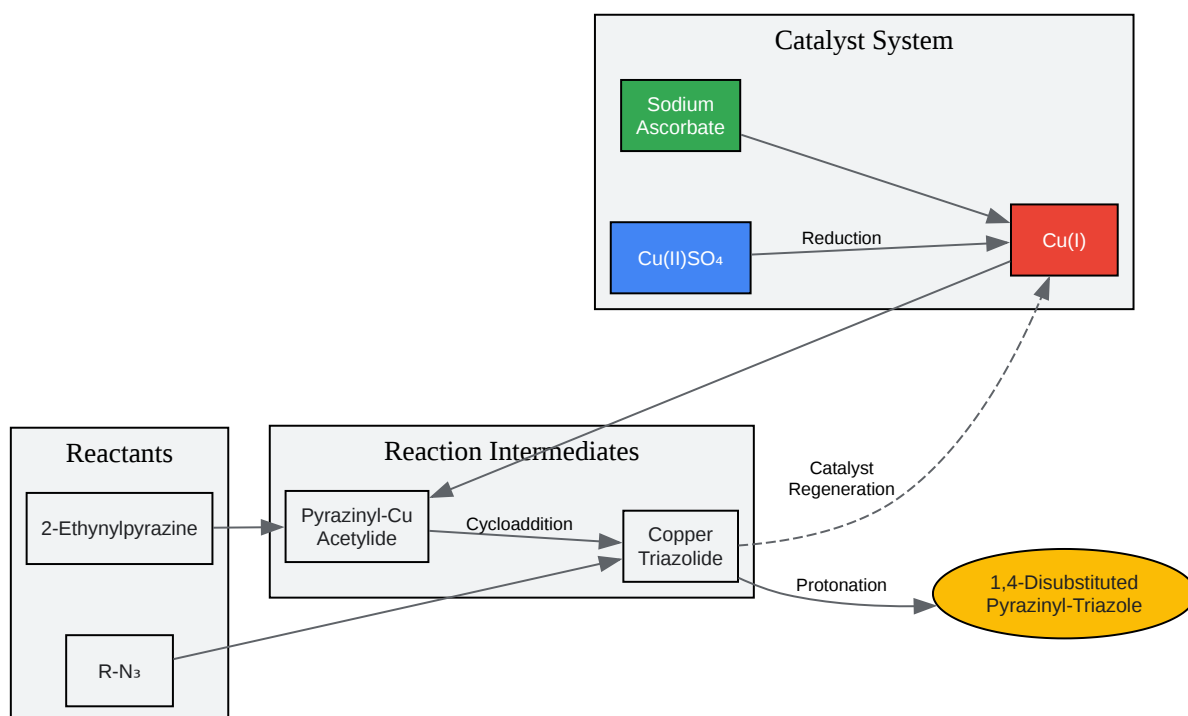 Catalyst System
Sodium
Ascorbate
Cu(II)SO₄
Reduction
Cu(I)
Reactants
2-Ethynylpyrazine
R-N₃
Reaction Intermediates
Pyrazinyl-Cu
Acetylide
Cycloaddition
Copper
Triazolide
Catalyst
Regeneration
Protonation
1,4-Disubstituted
Pyrazinyl-Triazole